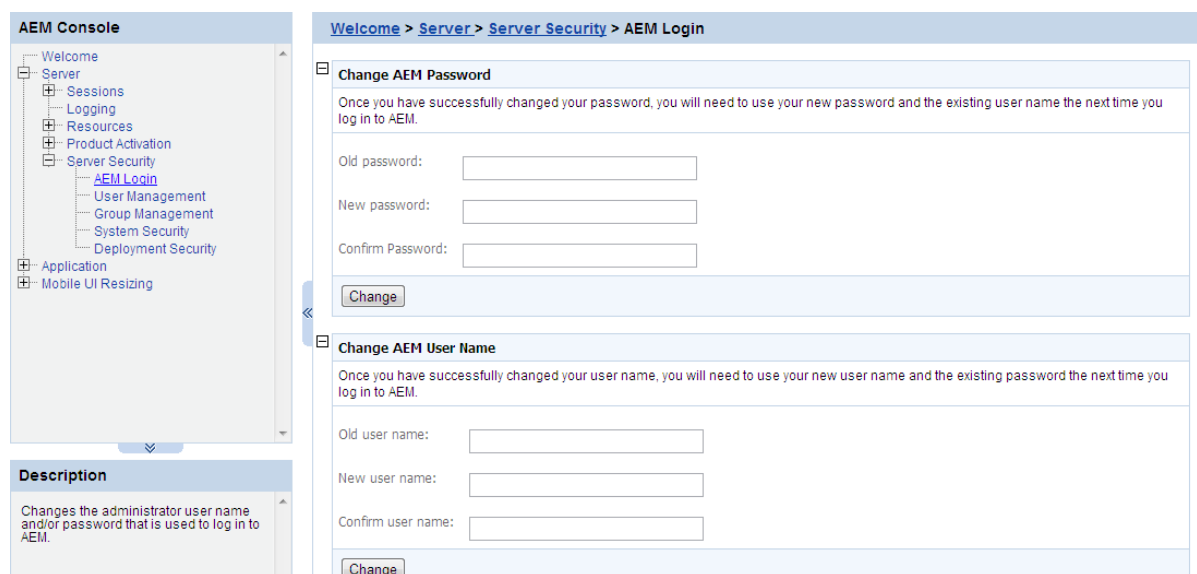 AEM Console
Welcome
Server
Sessions
Logging
Resources
Product Activation
Server Security
AEM Login
User Management
Group Management
System Security
Deployment Security
Application
Mobile UI Resizing
Description
Changes the administrator user name
and/or password that is used to log in to
AEM.
Welcome > Server > Server Security > AEM Login
Change AEM Password
Once you have successfully changed your password, you will need to use your new password and the existing user name the next time you
log in to AEM.
Old password:
New password:
Confirm Password:
Change
Change AEM User Name
Once you have successfully changed your user name, you will need to use your new user name and the existing password the next time you
log in to AEM.
Old user name:
New user name:
Confirm user name:
Change